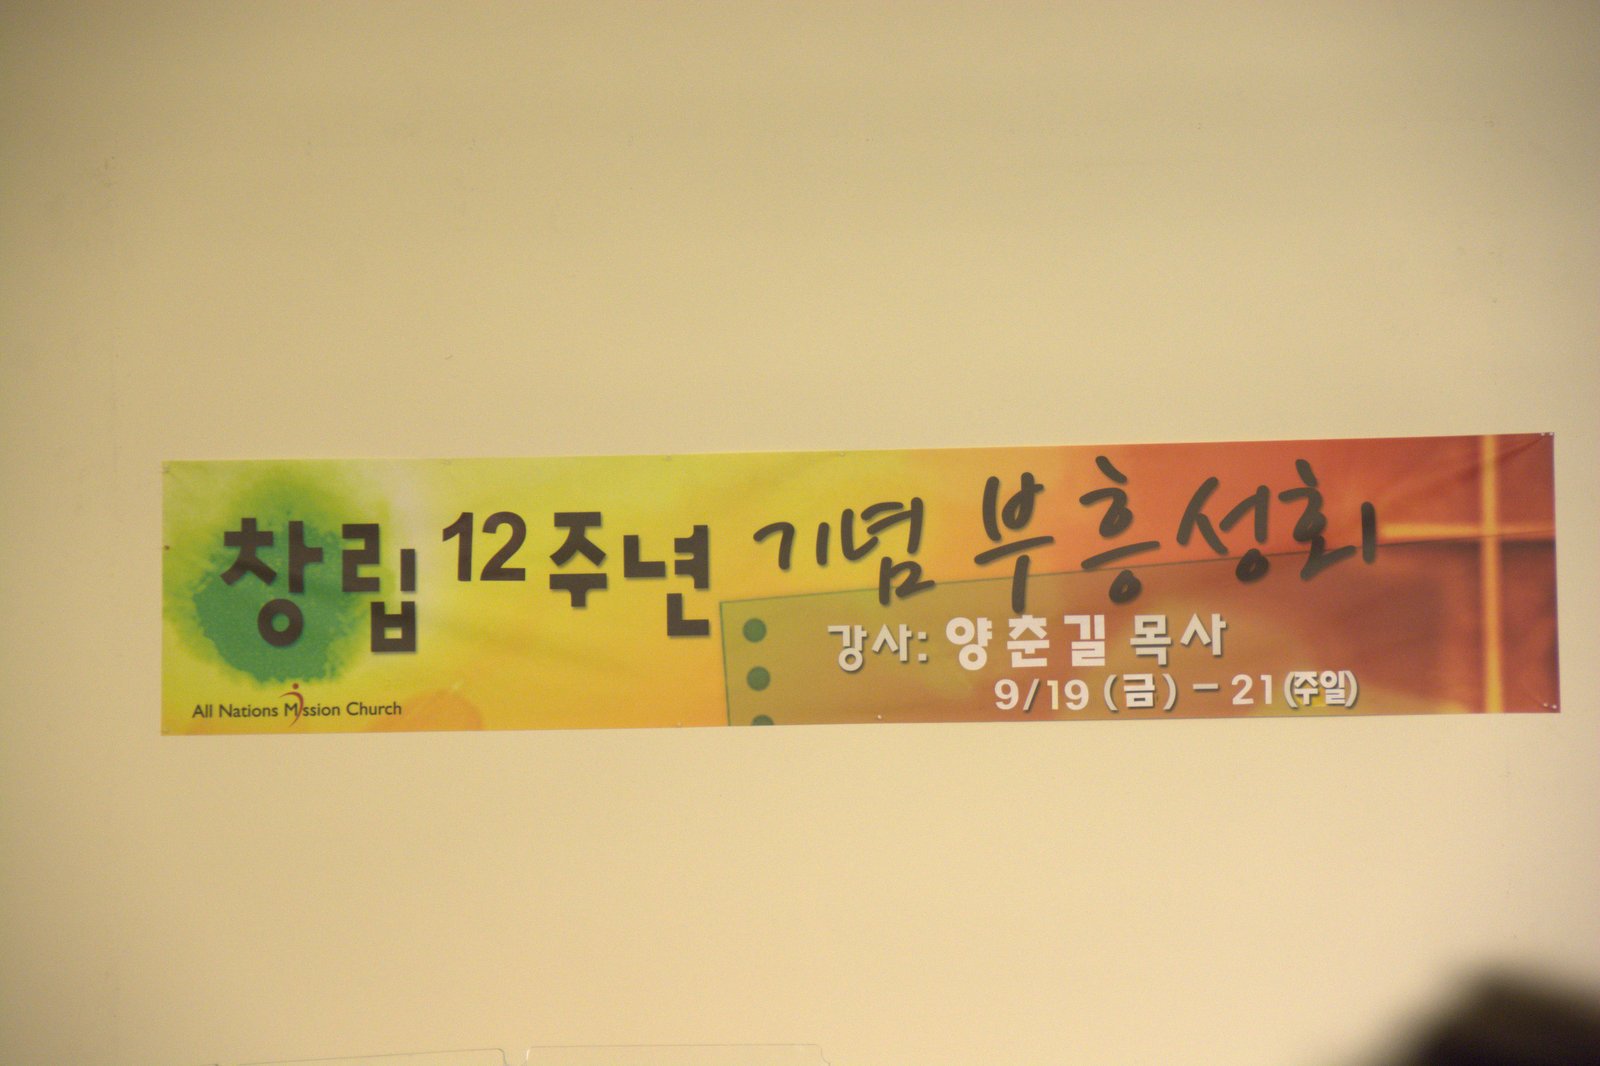 창립 12주년 기념 부흥성회
강사: 양춘길 목사
9/19 (금) - 21 (주일)
All Nations Mission Church